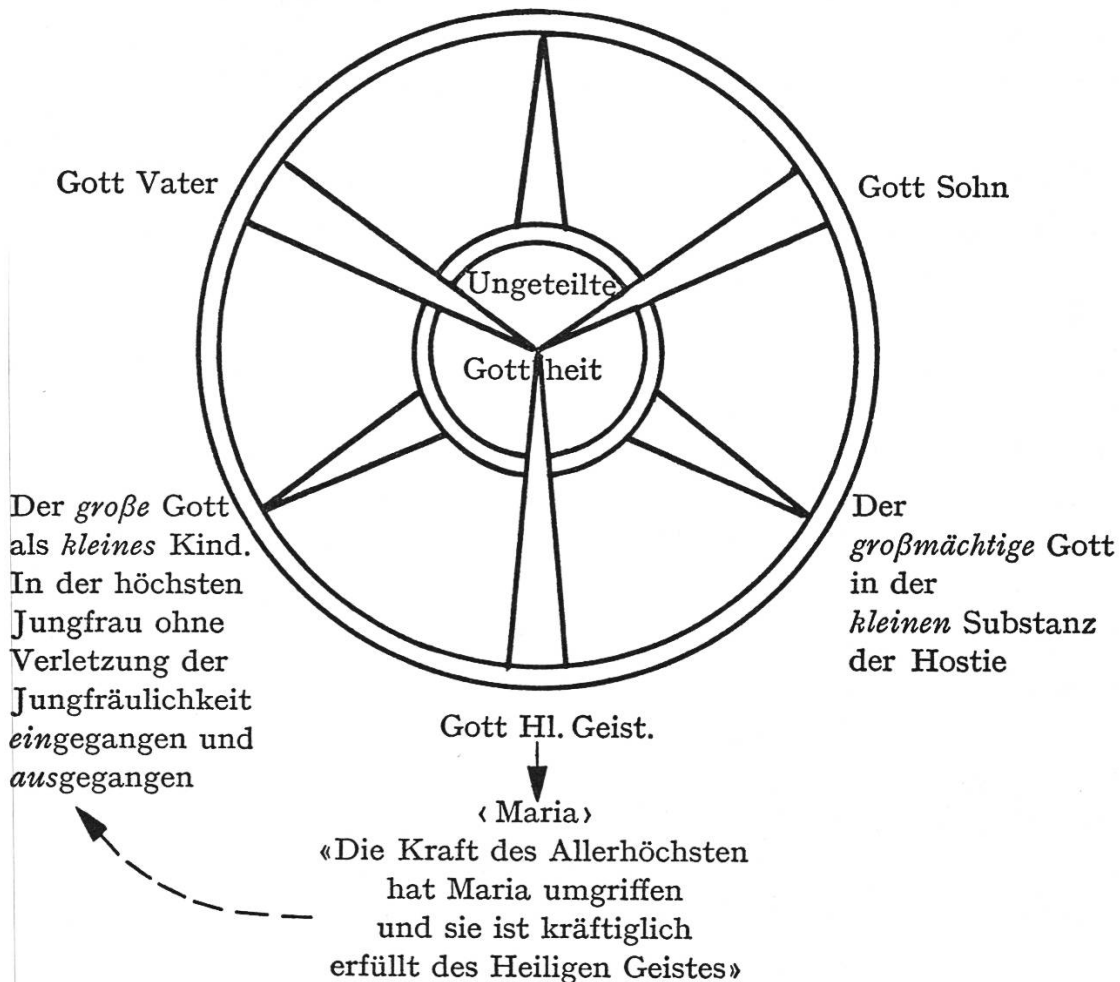 Gott Vater
Gott Sohn
Ungeteilte
Gottheit
Der große Gott
als kleines Kind.
In der höchsten
Jungfrau ohne
Verletzung der
Jungfräulichkeit
eingegangen und
ausgegangen
Der
großmächtige Gott
in der
kleinen Substanz
der Hostie
Gott Hl. Geist.
‹ Maria ›
«Die Kraft des Allerhöchsten
hat Maria umgriffen
und sie ist kräftiglich
erfüllt des Heiligen Geistes»